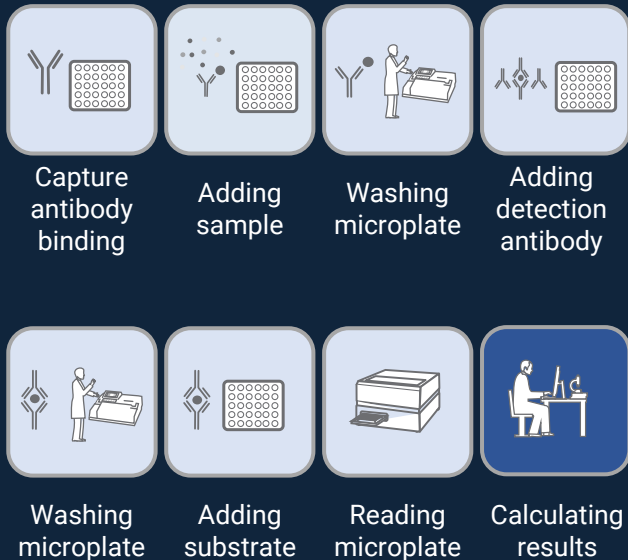 Capture
antibody
binding
Adding
sample
Washing
microplate
Adding
detection
antibody
Washing
microplate
Adding
substrate
Reading
microplate
Calculating
results